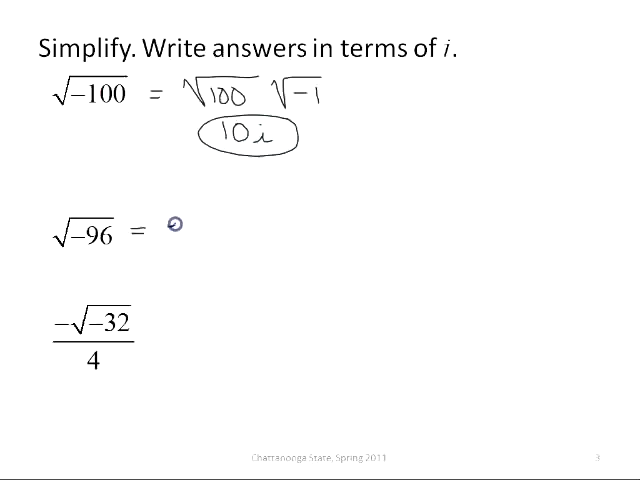 Simplify. Write answers in terms of i.
√-100 = √100 √-1
10i
√-96 =
-√-32
4
Chattanooga State, Spring 2011
3